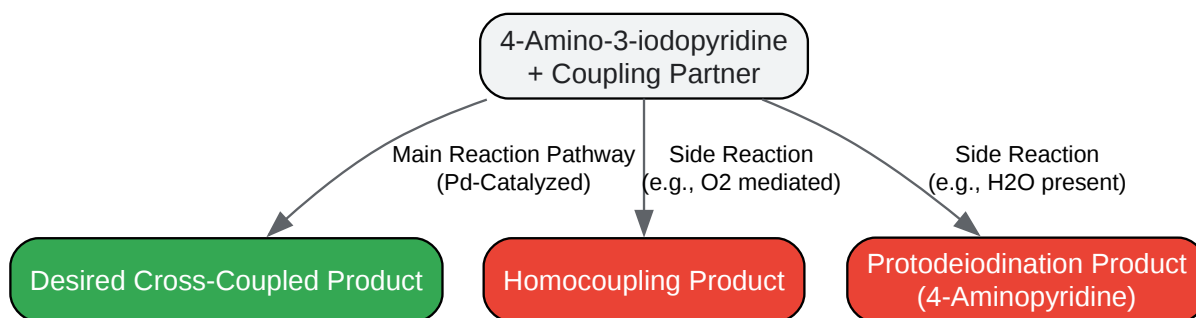 4-Amino-3-iodopyridine
+ Coupling Partner
Main Reaction Pathway
(Pd-Catalyzed)
Side Reaction
(e.g., O2 mediated)
Side Reaction
(e.g., H2O present)
Desired Cross-Coupled Product
Homocoupling Product
Protodeiodination Product
(4-Aminopyridine)